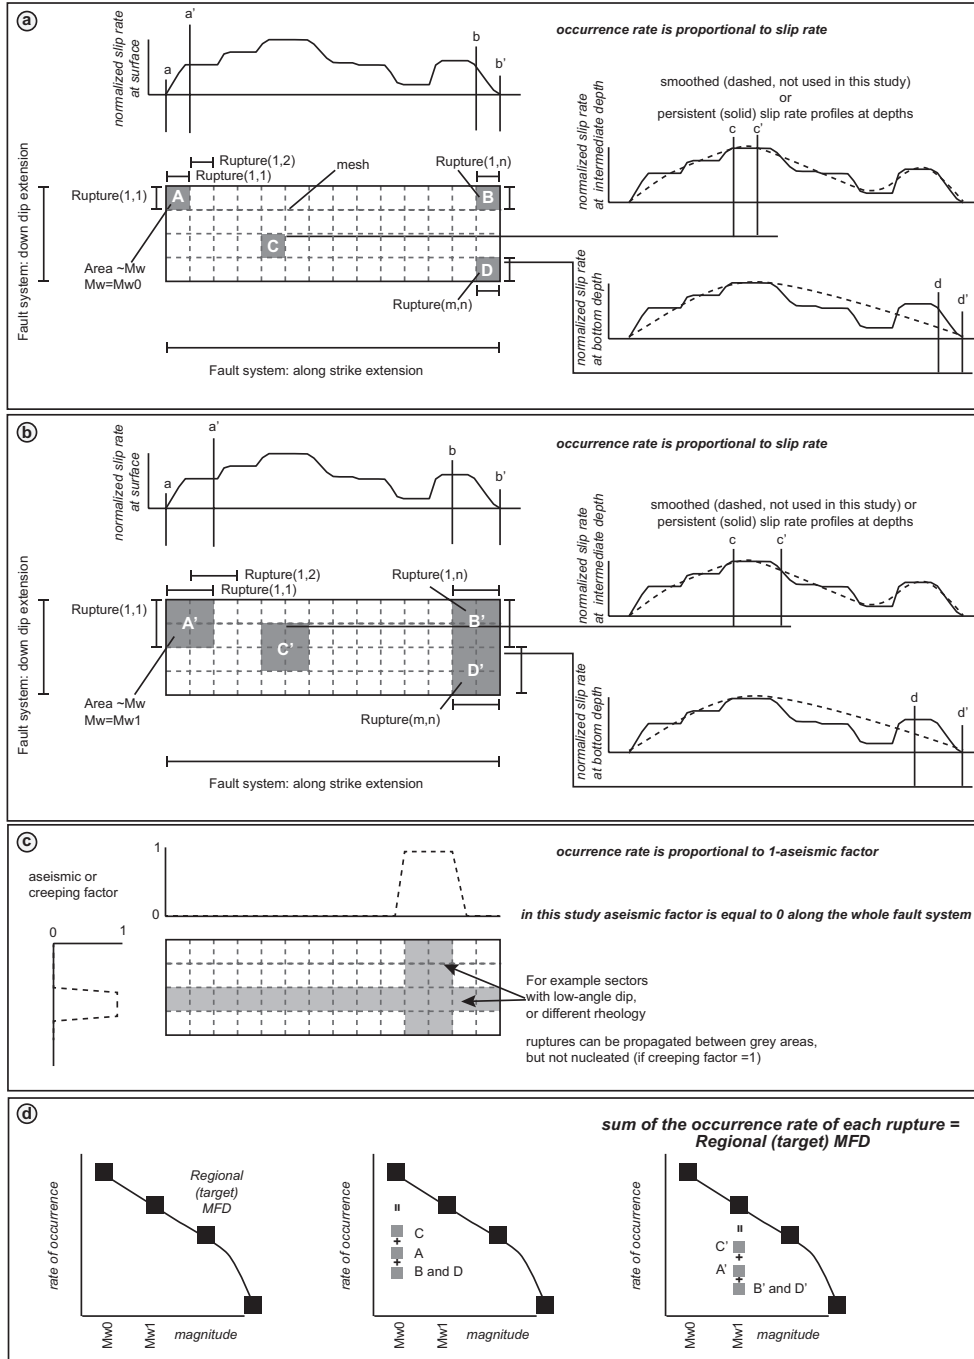 a
occurrence rate is proportional to slip rate
normalized slip rate
at surface
a
a'
b
b'
smoothed (dashed, not used in this study)
or
persistent (solid) slip rate profiles at depths
normalized slip rate
at intermediate depth
c
c'
Fault system: down dip extension
Rupture(1,1)
Rupture(1,2)
Rupture(1,1)
mesh
Rupture(1,n)
A
B
C
D
Area ~Mw
Mw=Mw0
Rupture(m,n)
Fault system: along strike extension
normalized slip rate
at bottom depth
d
d'
b
occurrence rate is proportional to slip rate
normalized slip rate
at surface
a
a'
b
b'
smoothed (dashed, not used in this study) or
persistent (solid) slip rate profiles at depths
normalized slip rate
at intermediate depth
c
c'
Fault system: down dip extension
Rupture(1,1)
Rupture(1,2)
Rupture(1,1)
Rupture(1,n)
A'
B'
C'
D'
Area ~Mw
Mw=Mw1
Rupture(m,n)
Fault system: along strike extension
normalized slip rate
at bottom depth
d
d'
c
1
0
ocurrence rate is proportional to 1-aseismic factor
aseismic or
creeping factor
0
1
in this study aseismic factor is equal to 0 along the whole fault system
For example sectors
with low-angle dip,
or different rheology
ruptures can be propagated between grey areas,
but not nucleated (if creeping factor =1)
d
sum of the occurrence rate of each rupture =
Regional (target) MFD
rate of occurrence
Regional
(target)
MFD
Mw0
Mw1
magnitude
rate of occurrence
=
C
+
A
+
B and D
Mw0
Mw1
magnitude
rate of occurrence
=
C'
+
A'
+
B' and D'
Mw0
Mw1
magnitude